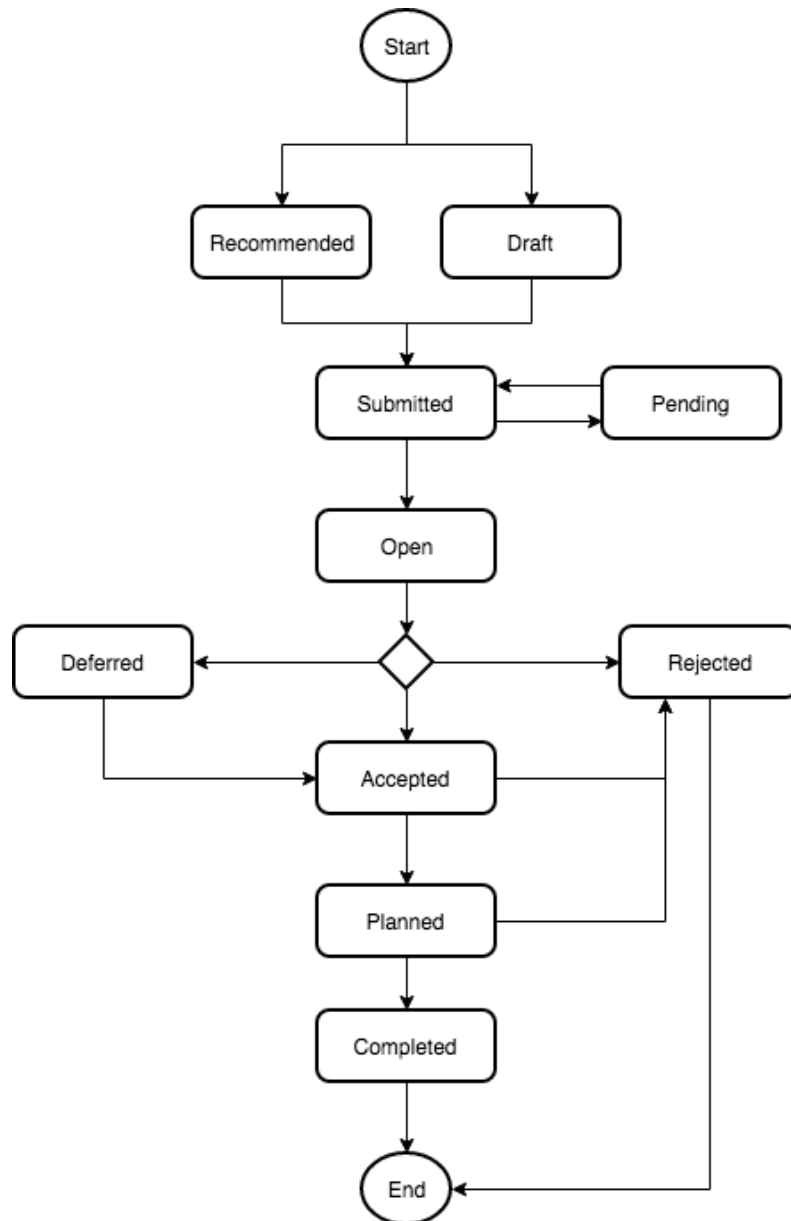 Start
Recommended
Draft
Submitted
Pending
Open
Deferred
Rejected
Accepted
Planned
Completed
End